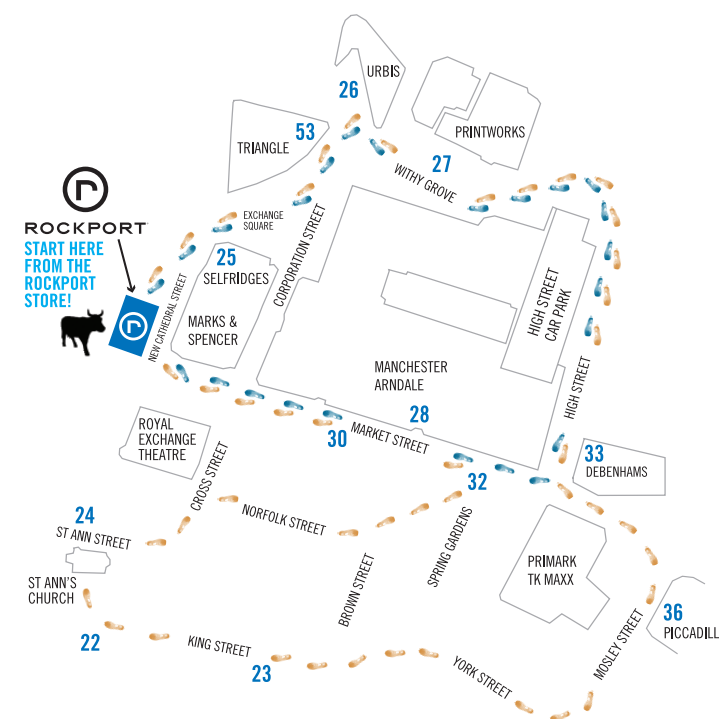 26
URBIS
53
TRIANGLE
27
PRINTWORKS
WITHY GROVE
r
ROCKPORT
START HERE
FROM THE
ROCKPORT
STORE!
EXCHANGE
SQUARE
25
SELFRIDGES
CORPORATION STREET
NEW CATHEDRAL STREET
r
MARKS &
SPENCER
HIGH STREET
CAR PARK
MANCHESTER
ARNDALE
HIGH STREET
28
30
MARKET STREET
ROYAL
EXCHANGE
THEATRE
CROSS STREET
33
DEBENHAMS
32
24
ST ANN STREET
NORFOLK STREET
SPRING GARDENS
PRIMARK
TK MAXX
ST ANN'S
CHURCH
BROWN STREET
36
PICCADILL
MOSLEY STREET
22
KING STREET
23
YORK STREET